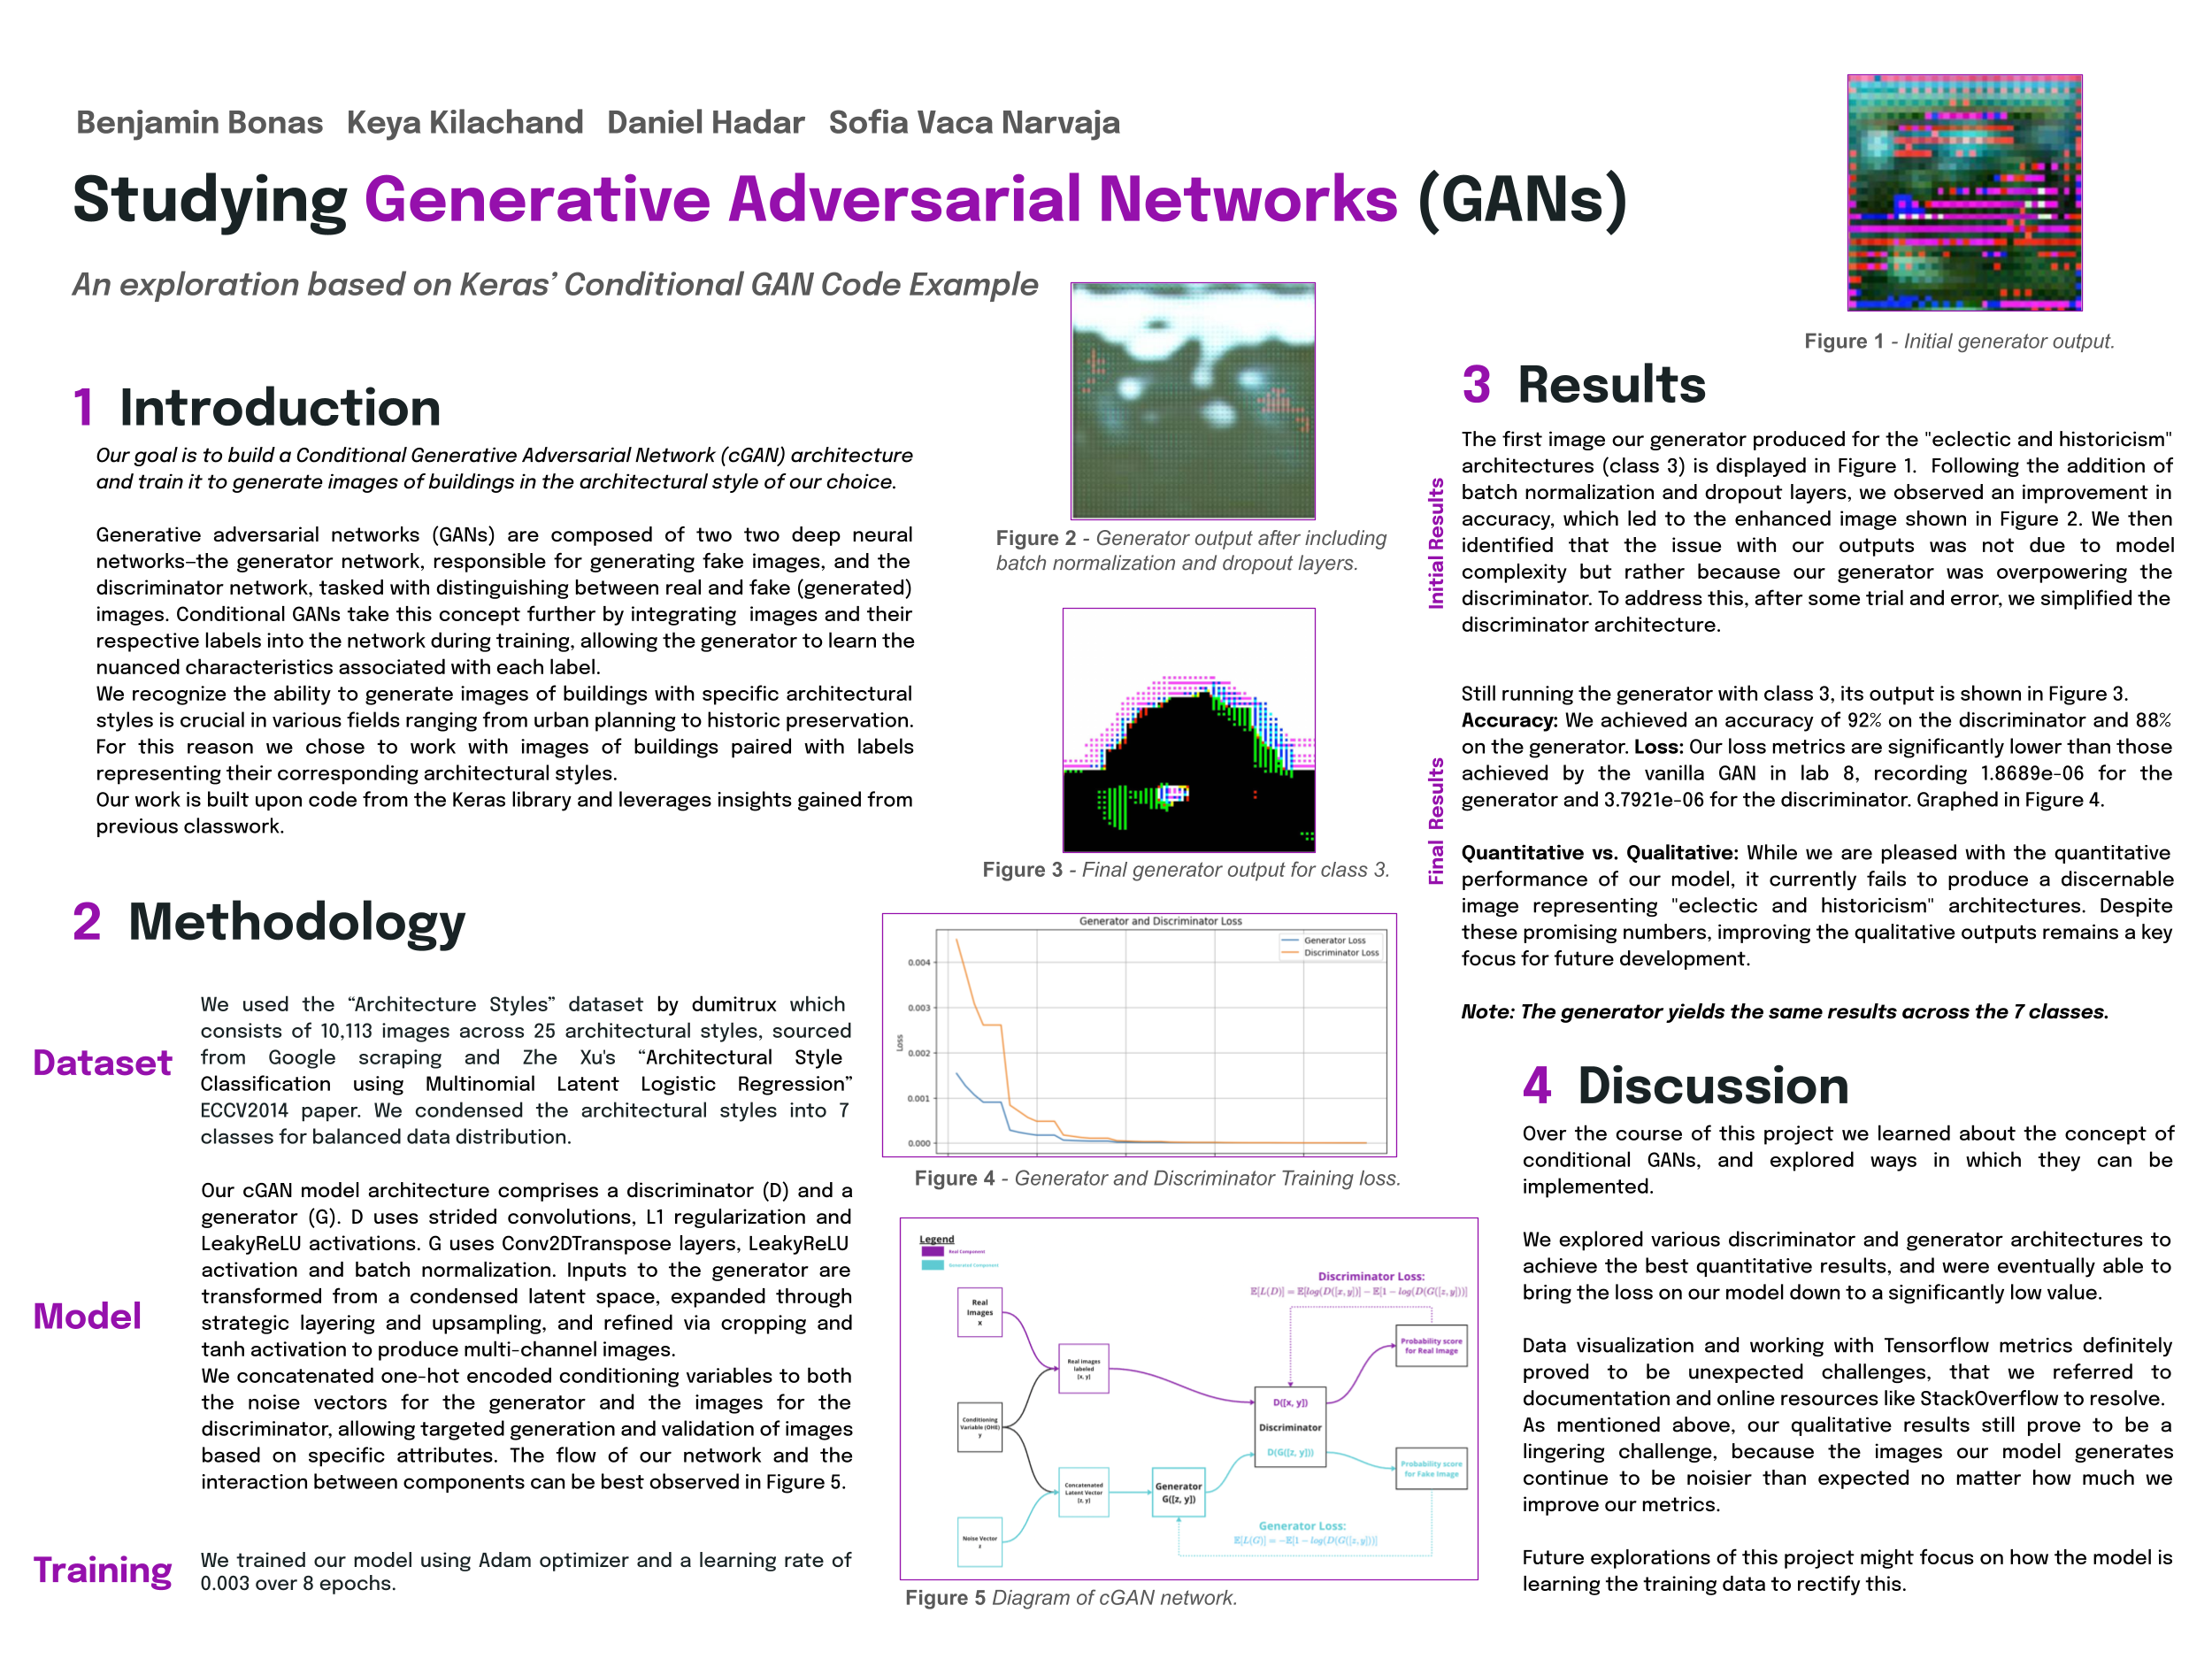 Benjamin Bonas   Keya Kilachand   Daniel Hadar   Sofia Vaca Narvaja
Studying Generative Adversarial Networks (GANs)
An exploration based on Keras' Conditional GAN Code Example
1 Introduction
Our goal is to build a Conditional Generative Adversarial Network (cGAN) architecture
and train it to generate images of buildings in the architectural style of our choice.
Generative adversarial networks (GANs) are composed of two two deep neural
networks—the generator network, responsible for generating fake images, and the
discriminator network, tasked with distinguishing between real and fake (generated)
images. Conditional GANs take this concept further by integrating images and their
respective labels into the network during training, allowing the generator to learn the
nuanced characteristics associated with each label.
We recognize the ability to generate images of buildings with specific architectural
styles is crucial in various fields ranging from urban planning to historic preservation.
For this reason we chose to work with images of buildings paired with labels
representing their corresponding architectural styles.
Our work is built upon code from the Keras library and leverages insights gained from
previous classwork.
2 Methodology
Dataset
We used the “Architecture Styles” dataset by dumitrux which
consists of 10,113 images across 25 architectural styles, sourced
from Google scraping and Zhe Xu's “Architectural Style
Classification using Multinomial Latent Logistic Regression”
ECCV2014 paper. We condensed the architectural styles into 7
classes for balanced data distribution.
Model
Our cGAN model architecture comprises a discriminator (D) and a
generator (G). D uses strided convolutions, L1 regularization and
LeakyReLU activations. G uses Conv2DTranspose layers, LeakyReLU
activation and batch normalization. Inputs to the generator are
transformed from a condensed latent space, expanded through
strategic layering and upsampling, and refined via cropping and
tanh activation to produce multi-channel images.
We concatenated one-hot encoded conditioning variables to both
the noise vectors for the generator and the images for the
discriminator, allowing targeted generation and validation of images
based on specific attributes. The flow of our network and the
interaction between components can be best observed in Figure 5.
Training
We trained our model using Adam optimizer and a learning rate of
0.003 over 8 epochs.
Figure 2 - Generator output after including
batch normalization and dropout layers.
Figure 3 - Final generator output for class 3.
Generator and Discriminator Loss
Generator Loss
Discriminator Loss
Loss
0.004
0.003
0.002
0.001
0.000
Figure 4 - Generator and Discriminator Training loss.
Legend
Real Component
Generated Component
Real
Images
x
Conditioning
Variable (OHE)
y
Noise Vector
z
Real images
labeled
[x, y]
Concatenated
Latent Vector
[z, y]
Generator
G([z, y])
Discriminator Loss:
𝔼[L(D)] = 𝔼[log(D([x, y])] − 𝔼[1 − log(D(G([z, y]))]
D([x, y])
Discriminator
D(G([z, y]))
Probability score
for Real Image
Probability score
for Fake Image
Generator Loss:
𝔼[L(G)] = −𝔼[1 − log(D(G([z, y]))]
Figure 5 Diagram of cGAN network.
Figure 1 - Initial generator output.
3 Results
Initial Results
The first image our generator produced for the "eclectic and historicism"
architectures (class 3) is displayed in Figure 1. Following the addition of
batch normalization and dropout layers, we observed an improvement in
accuracy, which led to the enhanced image shown in Figure 2. We then
identified that the issue with our outputs was not due to model
complexity but rather because our generator was overpowering the
discriminator. To address this, after some trial and error, we simplified the
discriminator architecture.
Final Results
Still running the generator with class 3, its output is shown in Figure 3.
Accuracy: We achieved an accuracy of 92% on the discriminator and 88%
on the generator. Loss: Our loss metrics are significantly lower than those
achieved by the vanilla GAN in lab 8, recording 1.8689e-06 for the
generator and 3.7921e-06 for the discriminator. Graphed in Figure 4.
Quantitative vs. Qualitative: While we are pleased with the quantitative
performance of our model, it currently fails to produce a discernable
image representing "eclectic and historicism" architectures. Despite
these promising numbers, improving the qualitative outputs remains a key
focus for future development.
Note: The generator yields the same results across the 7 classes.
4 Discussion
Over the course of this project we learned about the concept of
conditional GANs, and explored ways in which they can be
implemented.
We explored various discriminator and generator architectures to
achieve the best quantitative results, and were eventually able to
bring the loss on our model down to a significantly low value.
Data visualization and working with Tensorflow metrics definitely
proved to be unexpected challenges, that we referred to
documentation and online resources like StackOverflow to resolve.
As mentioned above, our qualitative results still prove to be a
lingering challenge, because the images our model generates
continue to be noisier than expected no matter how much we
improve our metrics.
Future explorations of this project might focus on how the model is
learning the training data to rectify this.